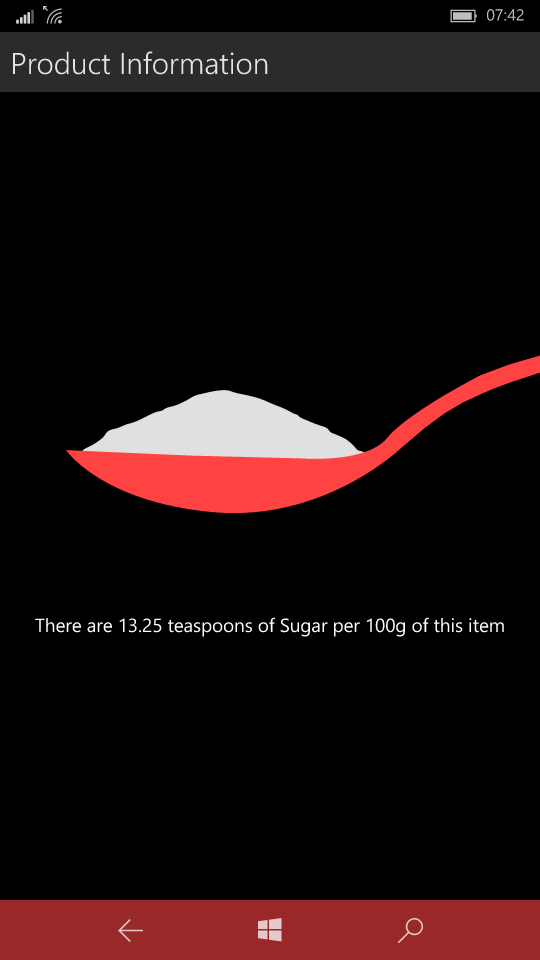 07:42
Product Information
There are 13.25 teaspoons of Sugar per 100g of this item